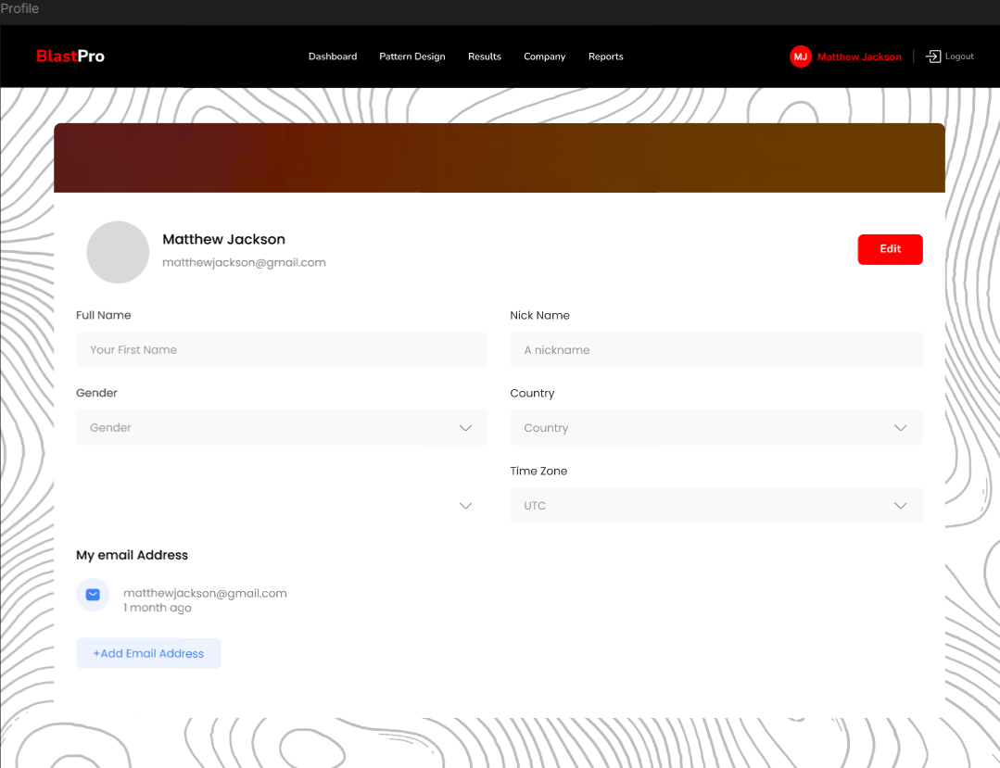 Profile
BlastPro
Dashboard Pattern Design Results Company Reports
MJ Matthew Jackson Logout
Matthew Jackson
matthewjackson@gmail.com
Edit
Full Name
Your First Name
Nick Name
A nickname
Gender
Gender
Country
Country
Time Zone
UTC
My email Address
matthewjackson@gmail.com
1 month ago
+Add Email Address